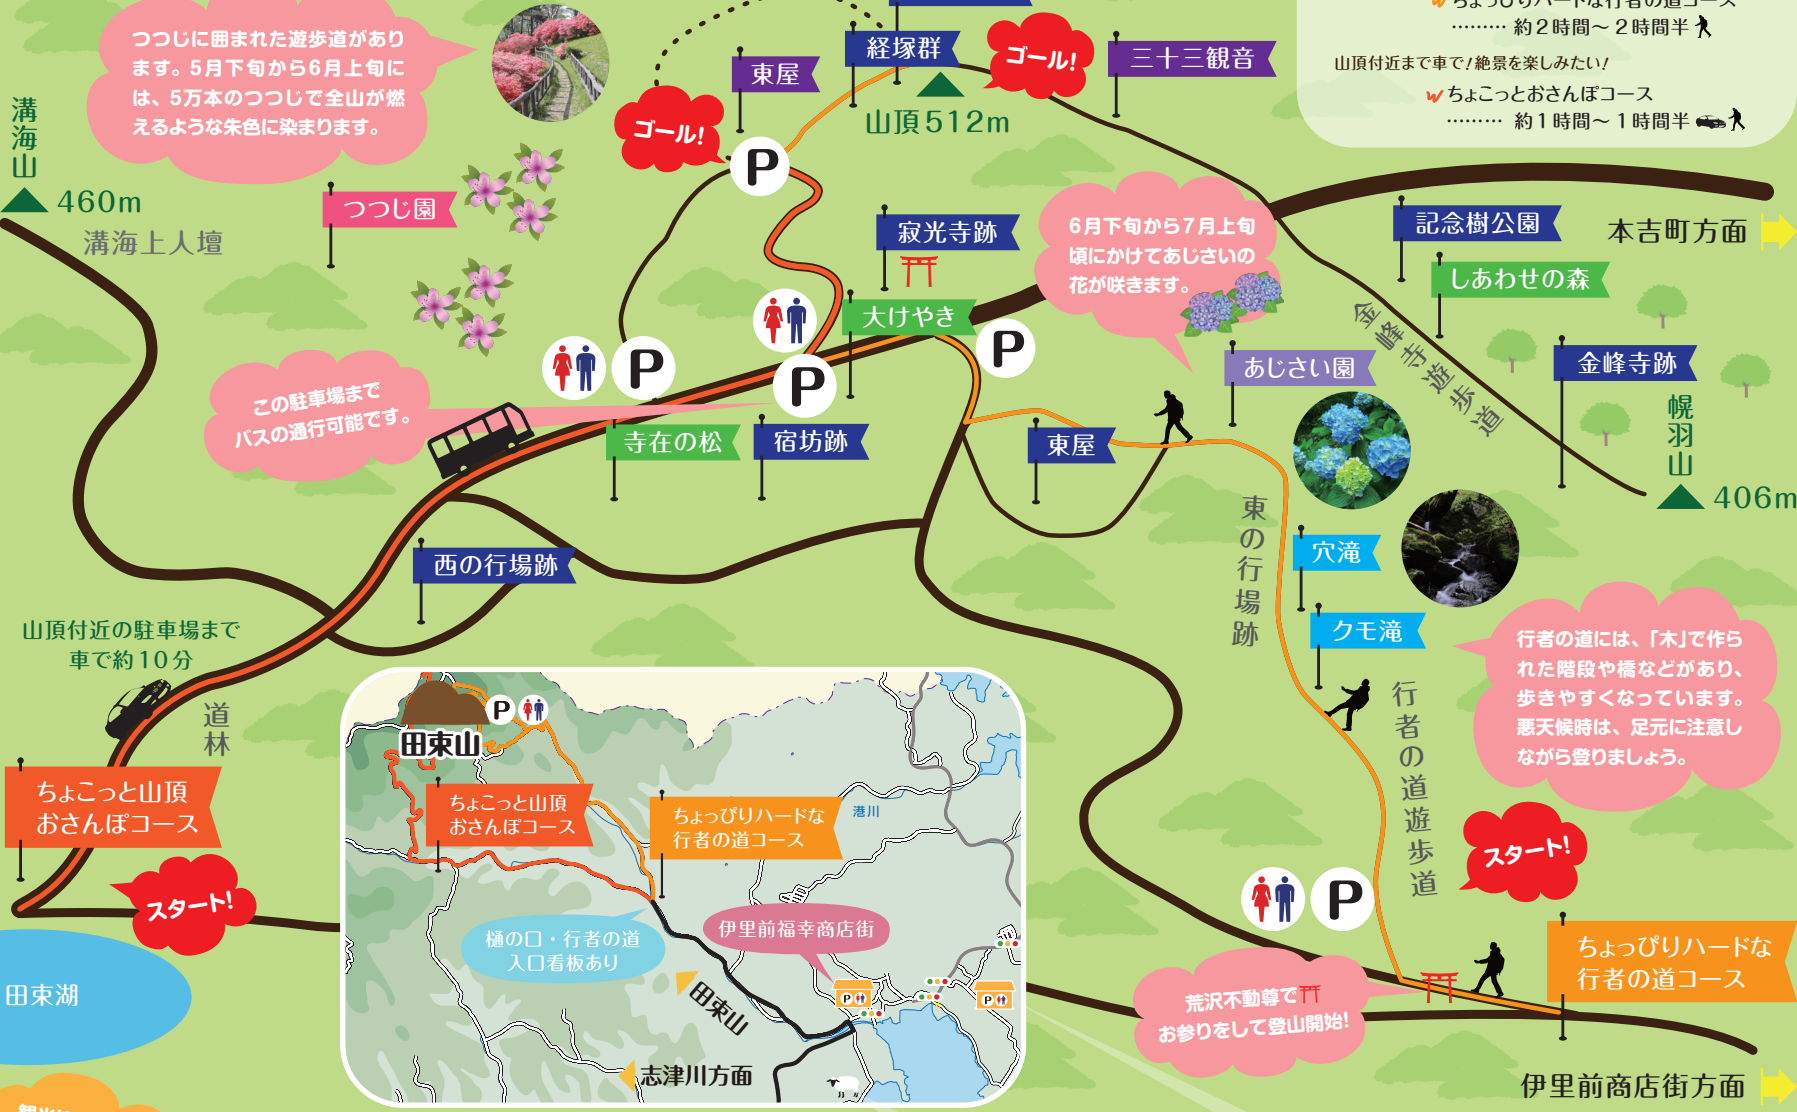 つつじに囲まれた遊歩道があり
ます。5月下旬から6月上旬に
は、5万本のつつじで全山が燃
えるような朱色に染まります。
ちょっぴりハードな行者の道コース
……… 約2時間～2時間半
山頂付近まで車で！絶景を楽しみたい！
ちょこっとおさんぽコース
……… 約1時間～1時間半
東屋
経塚群
ゴール！
三十三観音
山頂512m
ゴール！
P
溝海山
460m
溝海上人壇
つつじ園
寂光寺跡
6月下旬から7月上旬
頃にかけてあじさいの
花が咲きます。
記念樹公園
本吉町方面
しあわせの森
大けやき
P
P
P
金峰寺遊歩道
あじさい園
金峰寺跡
幌羽山
406m
この駐車場まで
バスの通行可能です。
寺在の松
宿坊跡
東屋
東の行場跡
穴滝
クモ滝
西の行場跡
山頂付近の駐車場まで
車で約10分
道林
行者の道には、「木」で作ら
れた階段や橋などがあり、
歩きやすくなっています。
悪天候時は、足元に注意し
ながら登りましょう。
行者の道遊歩道
ちょこっと山頂
おさんぽコース
スタート！
田束湖
田束山
P
ちょこっと山頂
おさんぽコース
ちょっぴりハードな
行者の道コース
港川
樋の口・行者の道
入口看板あり
伊里前福幸商店街
P
P
田束山
志津川方面
スタート！
P
ちょっぴりハードな
行者の道コース
荒沢不動尊で
お参りをして登山開始！
伊里前商店街方面